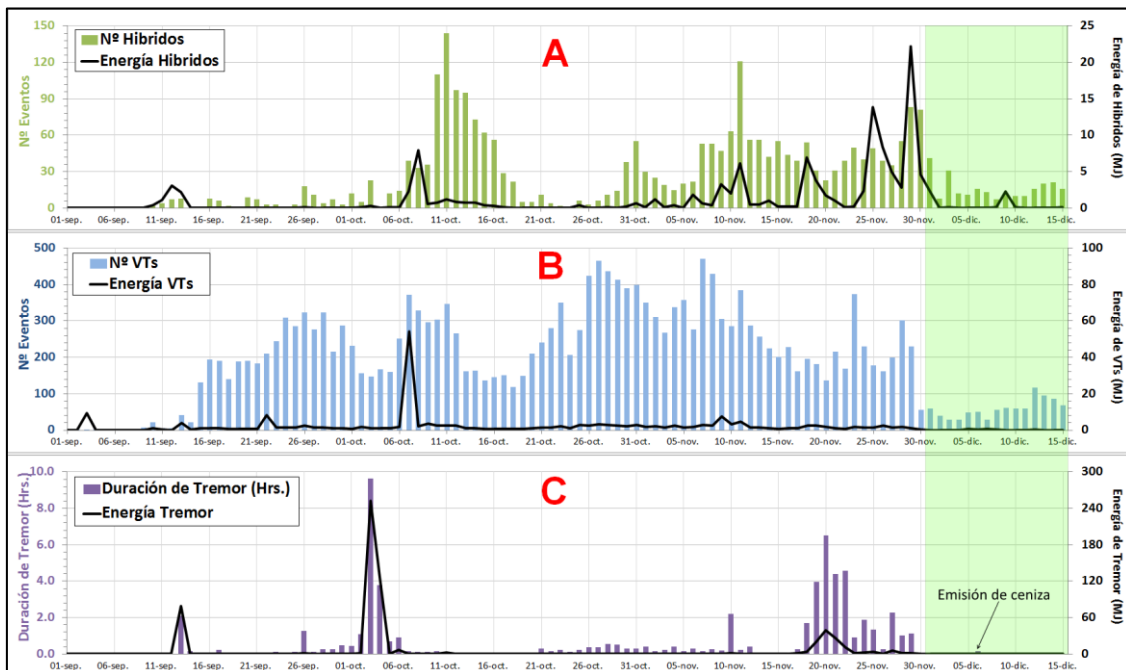 A
Nº Hibridos
Energía Hibridos
Nº Eventos
150
120
90
60
30
0
25
20
15
10
5
0
Energía de Hibridos (MJ)
01-sep. 06-sep. 11-sep. 16-sep. 21-sep. 26-sep. 01-oct. 06-oct. 11-oct. 16-oct. 21-oct. 26-oct. 31-oct. 05-nov. 10-nov. 15-nov. 20-nov. 25-nov. 30-nov. 05-dic. 10-dic. 15-dic.
B
Nº VTs
Energía VTs
Nº Eventos
500
400
300
200
100
0
100
80
60
40
20
0
Energía de VTs (MJ)
01-sep. 06-sep. 11-sep. 16-sep. 21-sep. 26-sep. 01-oct. 06-oct. 11-oct. 16-oct. 21-oct. 26-oct. 31-oct. 05-nov. 10-nov. 15-nov. 20-nov. 25-nov. 30-nov. 05-dic. 10-dic. 15-dic.
C
Duración de Tremor (Hrs.)
Energía Tremor
Duración de Tremor (Hrs.)
10.0
8.0
6.0
4.0
2.0
0.0
300
240
180
120
60
0
Energía de Tremor (MJ)
Emisión de ceniza
01-sep. 06-sep. 11-sep. 16-sep. 21-sep. 26-sep. 01-oct. 06-oct. 11-oct. 16-oct. 21-oct. 26-oct. 31-oct. 05-nov. 10-nov. 15-nov. 20-nov. 25-nov. 30-nov. 05-dic. 10-dic. 15-dic.